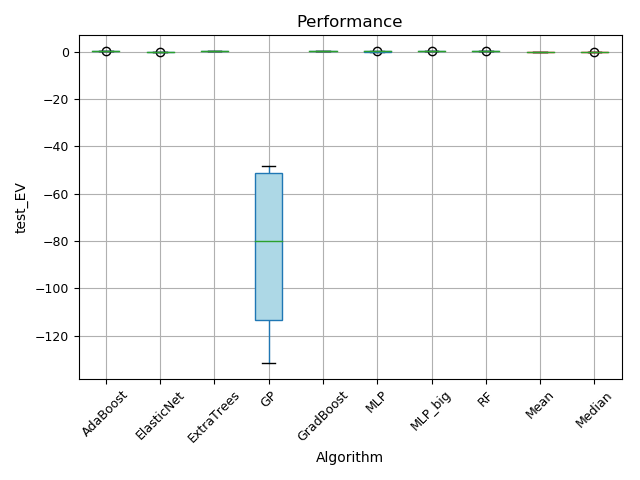 Performance
test_EV
0
−20
−40
−60
−80
−100
−120
AdaBoost
ElasticNet
ExtraTrees
GP
GradBoost
MLP
MLP_big
RF
Mean
Median
Algorithm